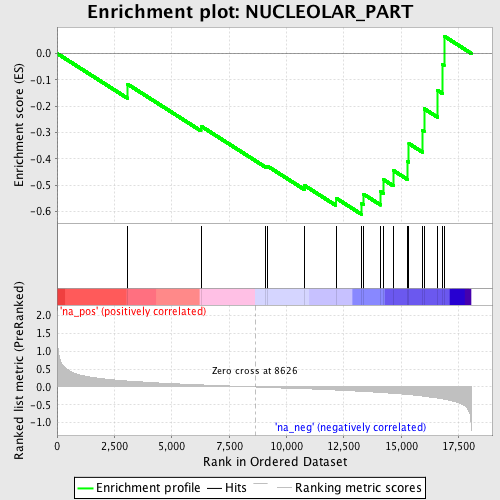 Enrichment plot: NUCLEOLAR_PART
Enrichment score (ES)
0.0
-0.1
-0.2
-0.3
-0.4
-0.5
-0.6
'na_pos' (positively correlated)
Ranked list metric (PreRanked)
2.0
1.5
1.0
0.5
0.0
-0.5
-1.0
Zero cross at 8626
'na_neg' (negatively correlated)
0 2,500 5,000 7,500 10,000 12,500 15,000 17,500
Rank in Ordered Dataset
Enrichment profile Hits Ranking metric scores